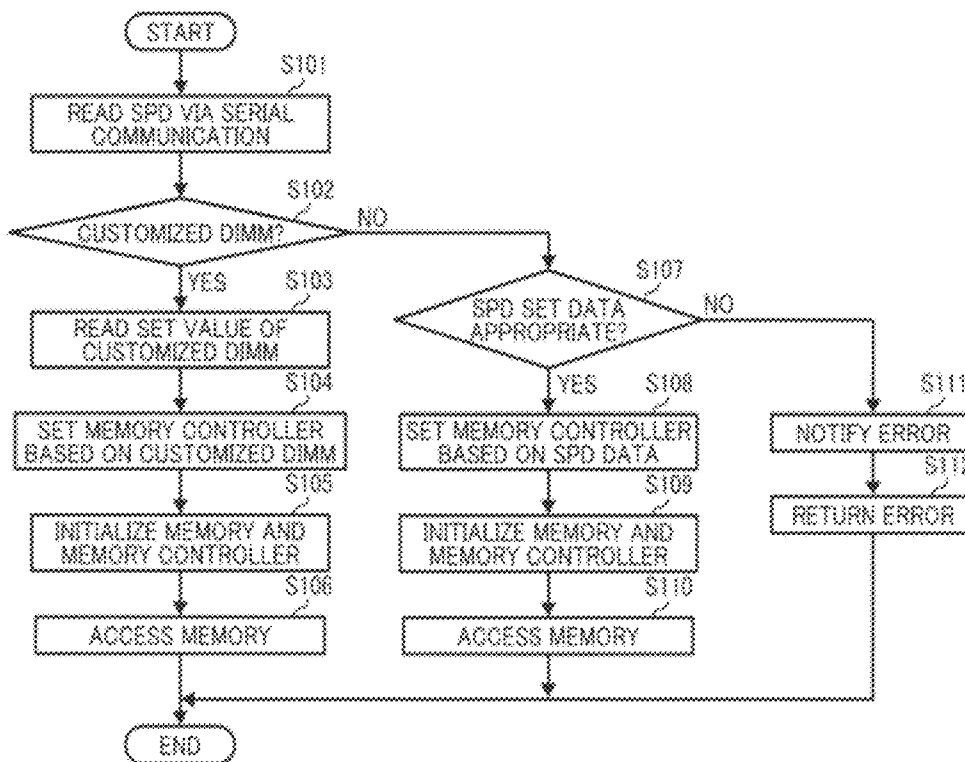 START
S101
READ SPD VIA SERIAL
COMMUNICATION
S102
CUSTOMIZED DIMM?
NO
YES
S103
READ SET VALUE OF
CUSTOMIZED DIMM
S104
SET MEMORY CONTROLLER
BASED ON CUSTOMIZED DIMM
S105
INITIALIZE MEMORY AND
MEMORY CONTROLLER
S106
ACCESS MEMORY
S107
SPD SET DATA
APPROPRIATE?
NO
YES
S108
SET MEMORY CONTROLLER
BASED ON SPD DATA
S109
INITIALIZE MEMORY AND
MEMORY CONTROLLER
S110
ACCESS MEMORY
S111
NOTIFY ERROR
S112
RETURN ERROR
END